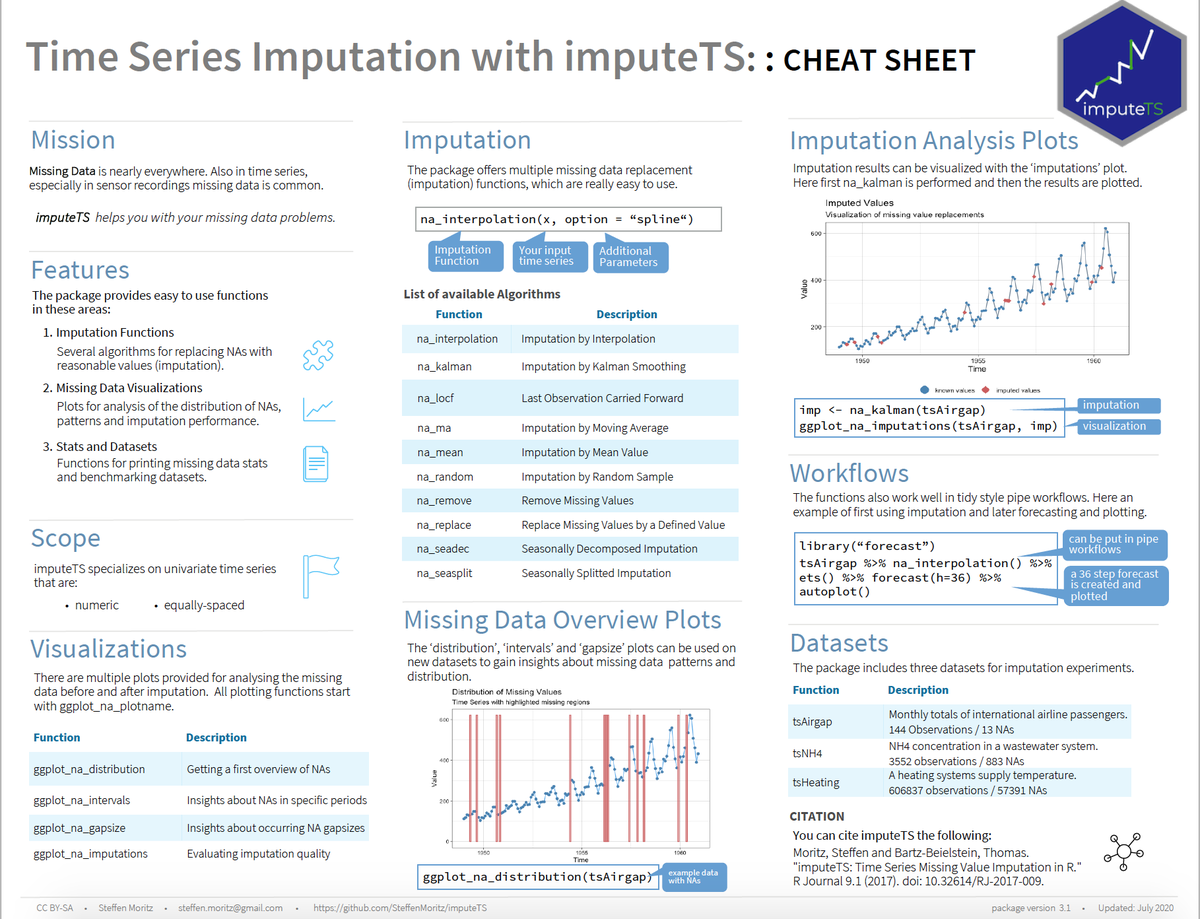 Time Series Imputation with imputeTS: : CHEAT SHEET
imputeTS
Mission
Missing Data is nearly everywhere. Also in time series,
especially in sensor recordings missing data is common.
imputeTS helps you with your missing data problems.
Features
The package provides easy to use functions
in these areas:
1. Imputation Functions
Several algorithms for replacing NAs with
reasonable values (imputation).
2. Missing Data Visualizations
Plots for analysis of the distribution of NAs,
patterns and imputation performance.
3. Stats and Datasets
Functions for printing missing data stats
and benchmarking datasets.
Scope
imputeTS specializes on univariate time series
that are:
• numeric • equally-spaced
Visualizations
There are multiple plots provided for analysing the missing
data before and after imputation. All plotting functions start
with ggplot_na_plotname.
Function Description
ggplot_na_distribution Getting a first overview of NAs
ggplot_na_intervals Insights about NAs in specific periods
ggplot_na_gapsize Insights about occurring NA gapsizes
ggplot_na_imputations Evaluating imputation quality
Imputation
The package offers multiple missing data replacement
(imputation) functions, which are really easy to use.
na_interpolation(x, option = “spline“)
Imputation
Function
Your input
time series
Additional
Parameters
List of available Algorithms
Function Description
na_interpolation Imputation by Interpolation
na_kalman Imputation by Kalman Smoothing
na_locf Last Observation Carried Forward
na_ma Imputation by Moving Average
na_mean Imputation by Mean Value
na_random Imputation by Random Sample
na_remove Remove Missing Values
na_replace Replace Missing Values by a Defined Value
na_seadec Seasonally Decomposed Imputation
na_seasplit Seasonally Splitted Imputation
Missing Data Overview Plots
The ‘distribution’, ‘intervals’ and ‘gapsize’ plots can be used on
new datasets to gain insights about missing data patterns and
distribution.
Distribution of Missing Values
Time Series with highlighted missing regions
600
400
200
0
Value
1950 1955 1960
Time
ggplot_na_distribution(tsAirgap)
example data
with NAs
Imputation Analysis Plots
Imputation results can be visualized with the ‘imputations’ plot.
Here first na_kalman is performed and then the results are plotted.
Imputed Values
Visualization of missing value replacements
600
400
200
Value
1950 1955 1960
Time
known values imputed values
imp <- na_kalman(tsAirgap)
ggplot_na_imputations(tsAirgap, imp)
imputation
visualization
Workflows
The functions also work well in tidy style pipe workflows. Here an
example of first using imputation and later forecasting and plotting.
library(“forecast”)
tsAirgap %>% na_interpolation() %>%
ets() %>% forecast(h=36) %>%
autoplot()
can be put in pipe
workflows
a 36 step forecast
is created and
plotted
Datasets
The package includes three datasets for imputation experiments.
Function Description
tsAirgap Monthly totals of international airline passengers.
144 Observations / 13 NAs
tsNH4 NH4 concentration in a wastewater system.
3552 observations / 883 NAs
tsHeating A heating systems supply temperature.
606837 observations / 57391 NAs
CITATION
You can cite imputeTS the following:
Moritz, Steffen and Bartz-Beielstein, Thomas.
"imputeTS: Time Series Missing Value Imputation in R."
R Journal 9.1 (2017). doi: 10.32614/RJ-2017-009.
CC BY-SA • Steffen Moritz • steffen.moritz@gmail.com • https://github.com/SteffenMoritz/imputeTS
package version 3.1 • Updated: July 2020